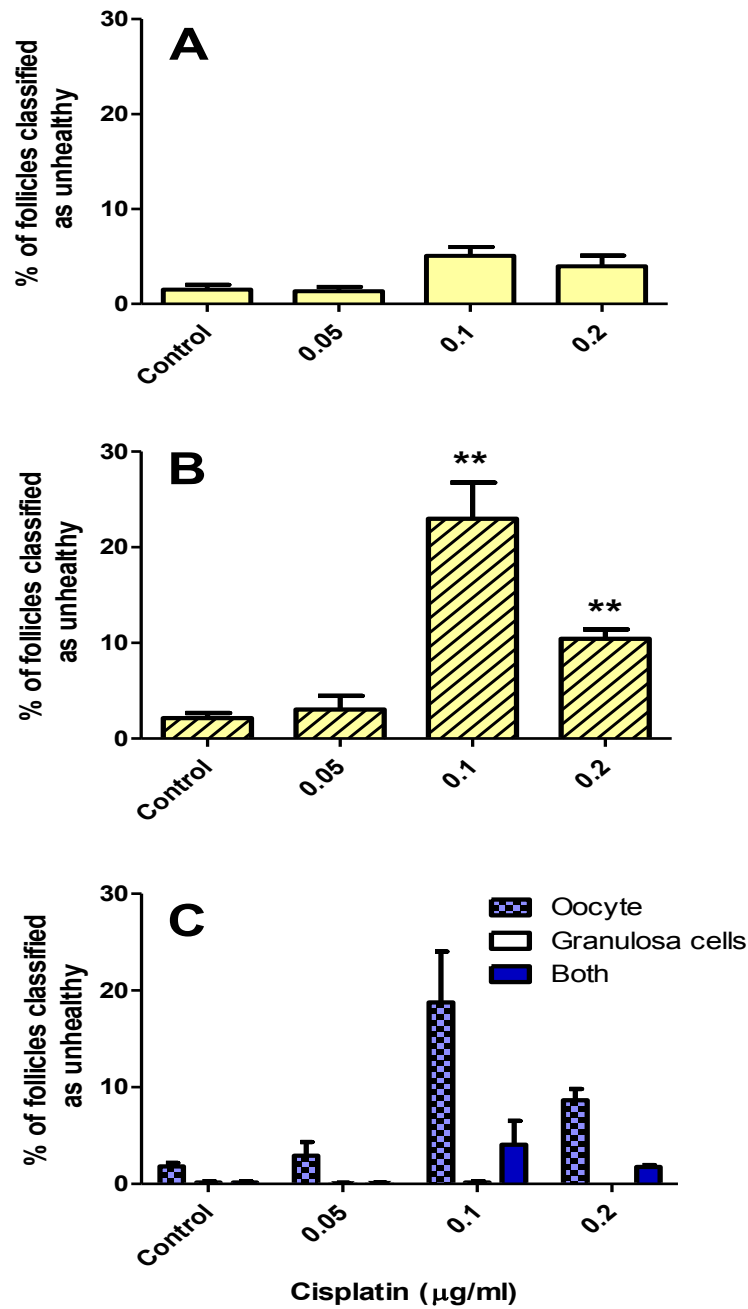 A
% of follicles classified
as unhealthy
30
20
10
0
Control
0.05
0.1
0.2
B
% of follicles classified
as unhealthy
30
20
10
0
**
**
Control
0.05
0.1
0.2
C
% of follicles classified
as unhealthy
30
20
10
0
Oocyte
Granulosa cells
Both
Control
0.05
0.1
0.2
Cisplatin (μg/ml)